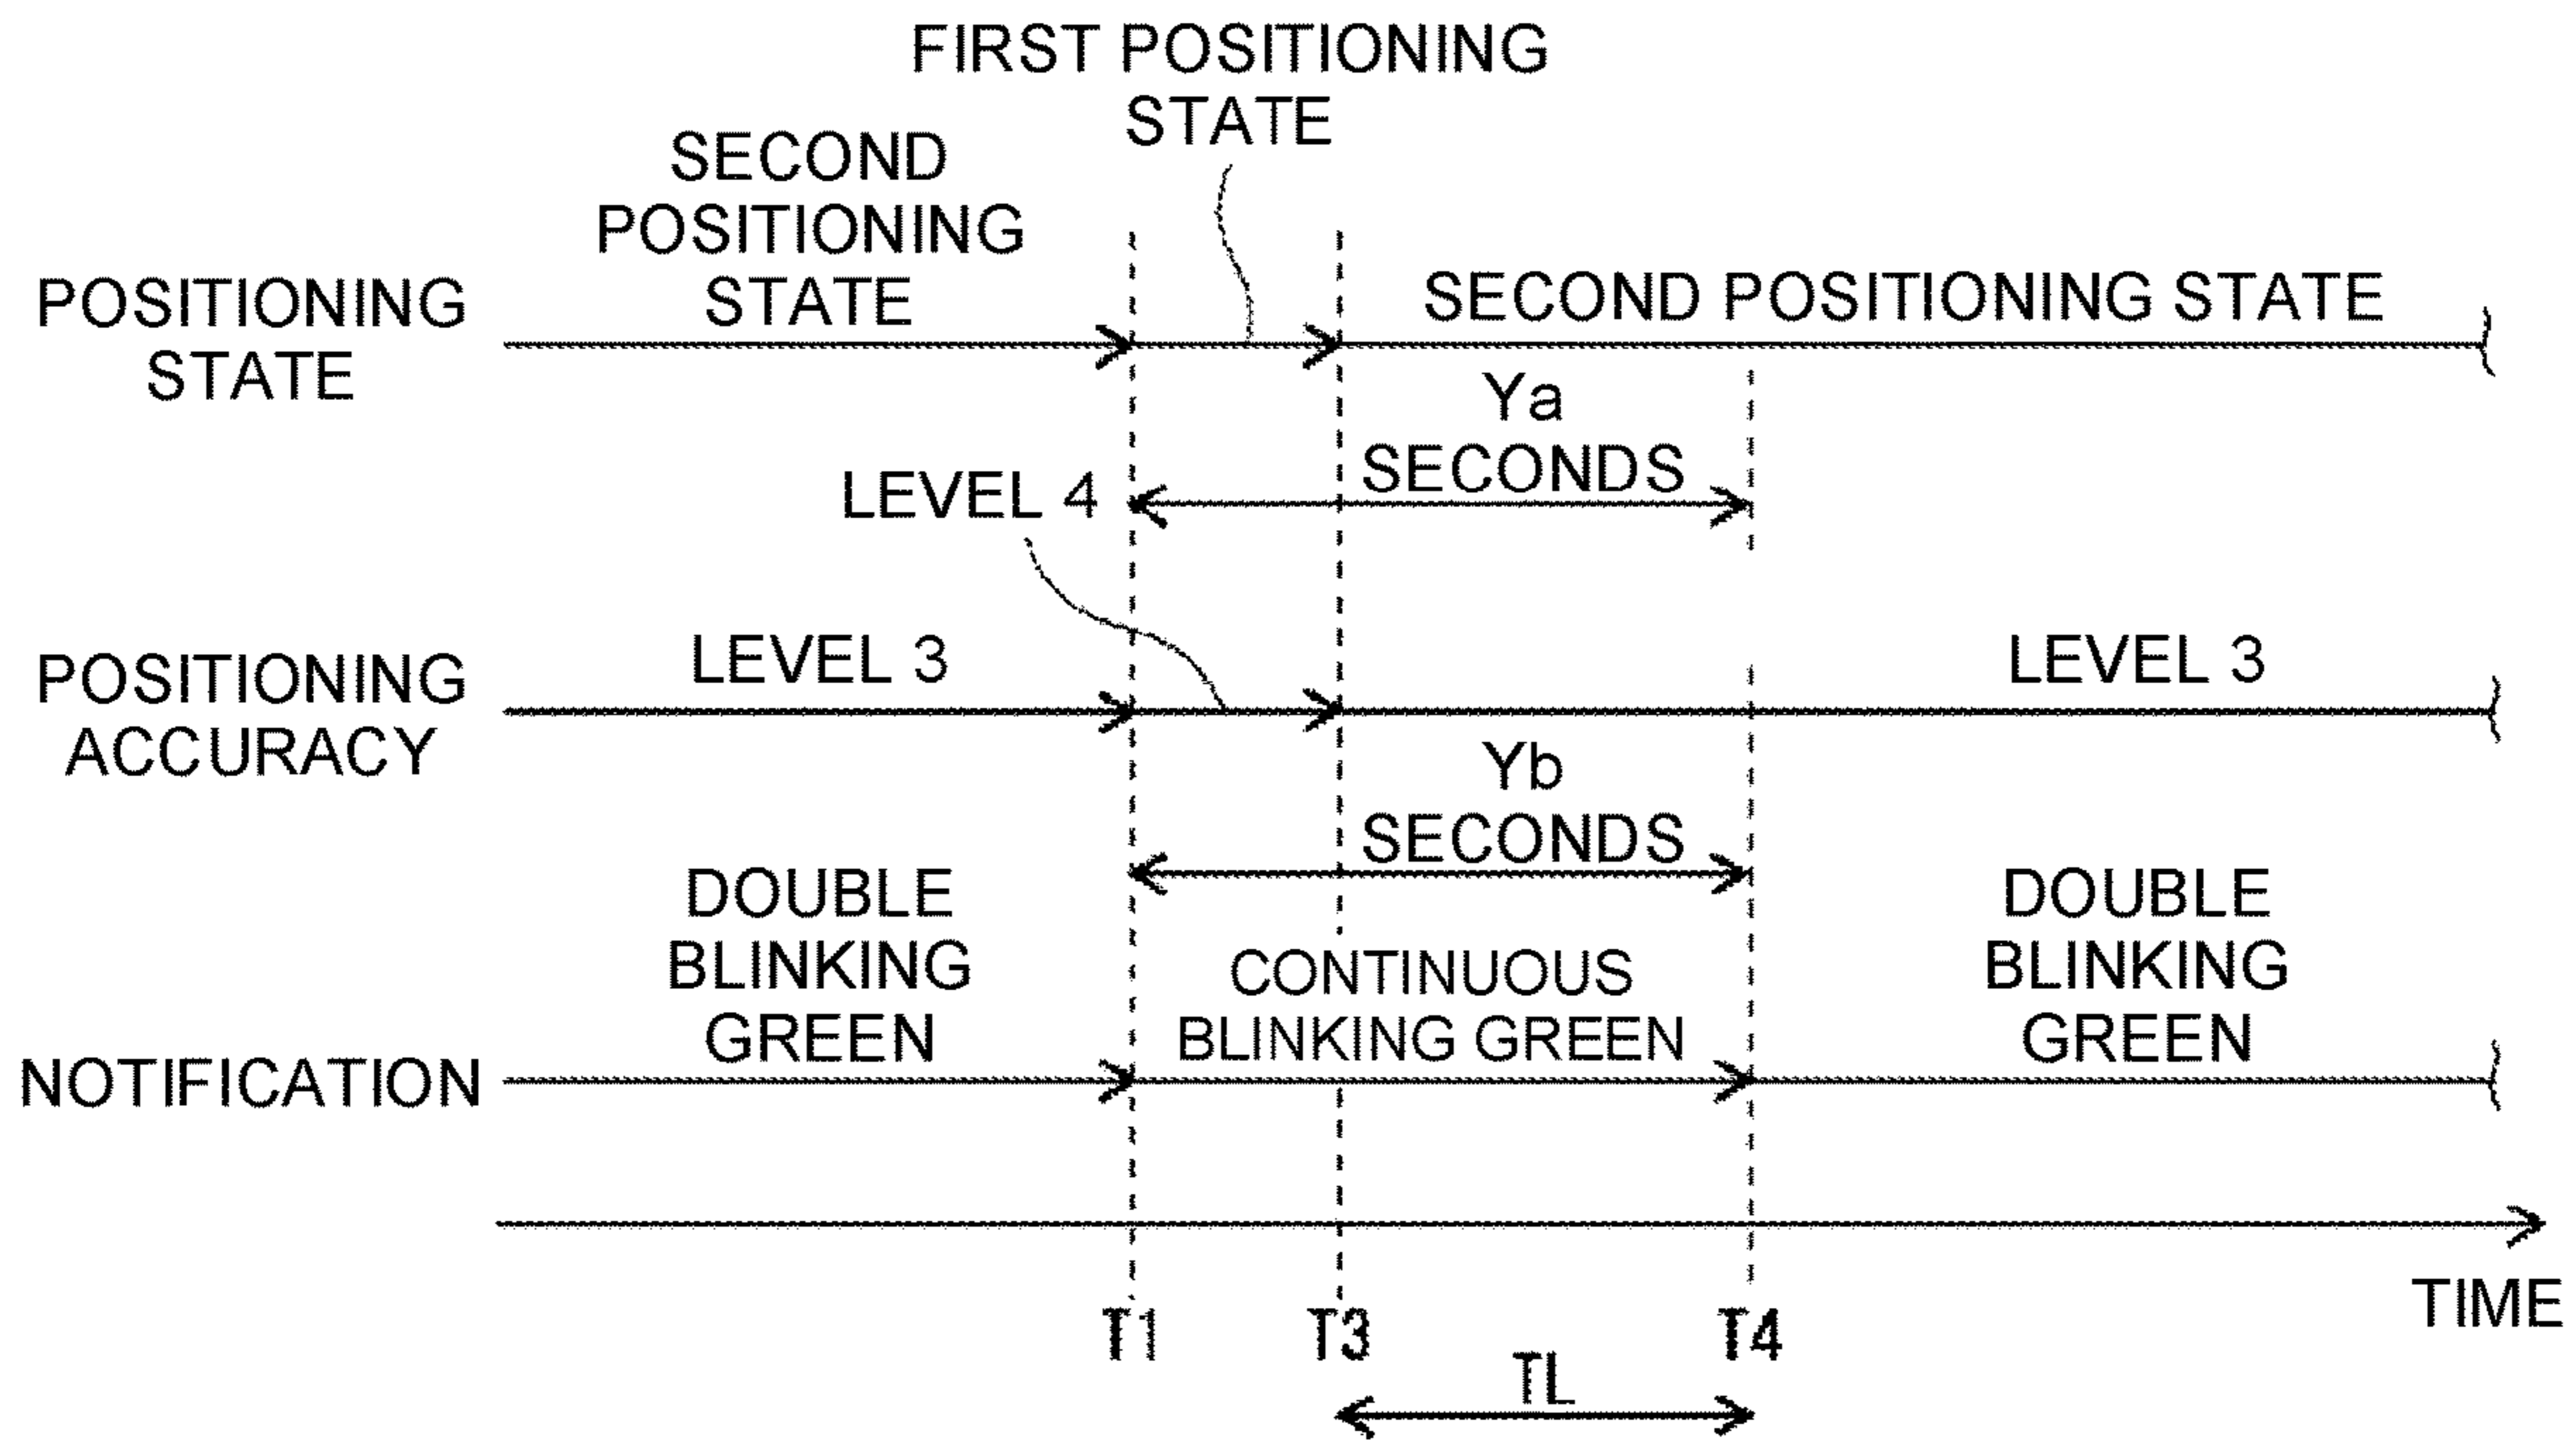 FIRST POSITIONING
STATE
SECOND
POSITIONING
STATE
SECOND POSITIONING STATE
POSITIONING
STATE
Ya
SECONDS
LEVEL 4
LEVEL 3
LEVEL 3
POSITIONING
ACCURACY
Yb
SECONDS
DOUBLE
BLINKING
GREEN
CONTINUOUS
BLINKING GREEN
DOUBLE
BLINKING
GREEN
NOTIFICATION
TIME
T1
T3
T4
TL